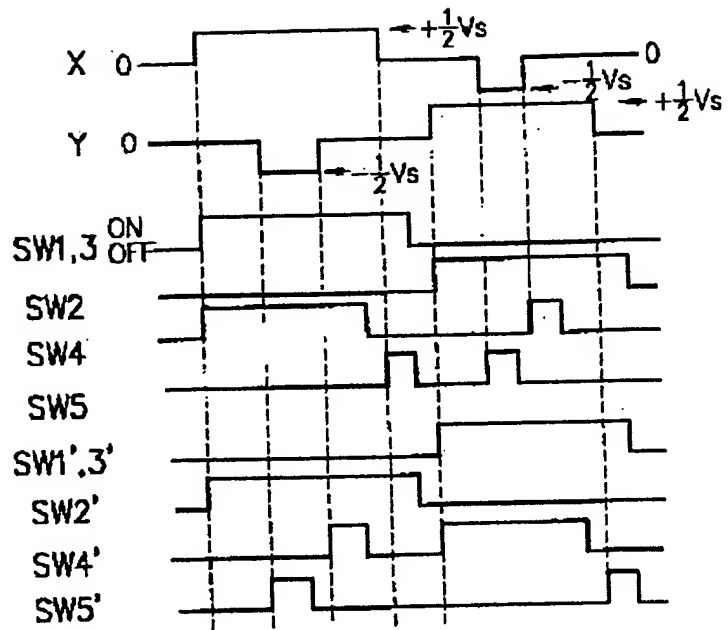 +1/2Vs
X 0
0
-1/2Vs
+1/2Vs
Y 0
-1/2Vs
ON
SW1,3 OFF
SW2
SW4
SW5
SW1',3'
SW2'
SW4'
SW5'